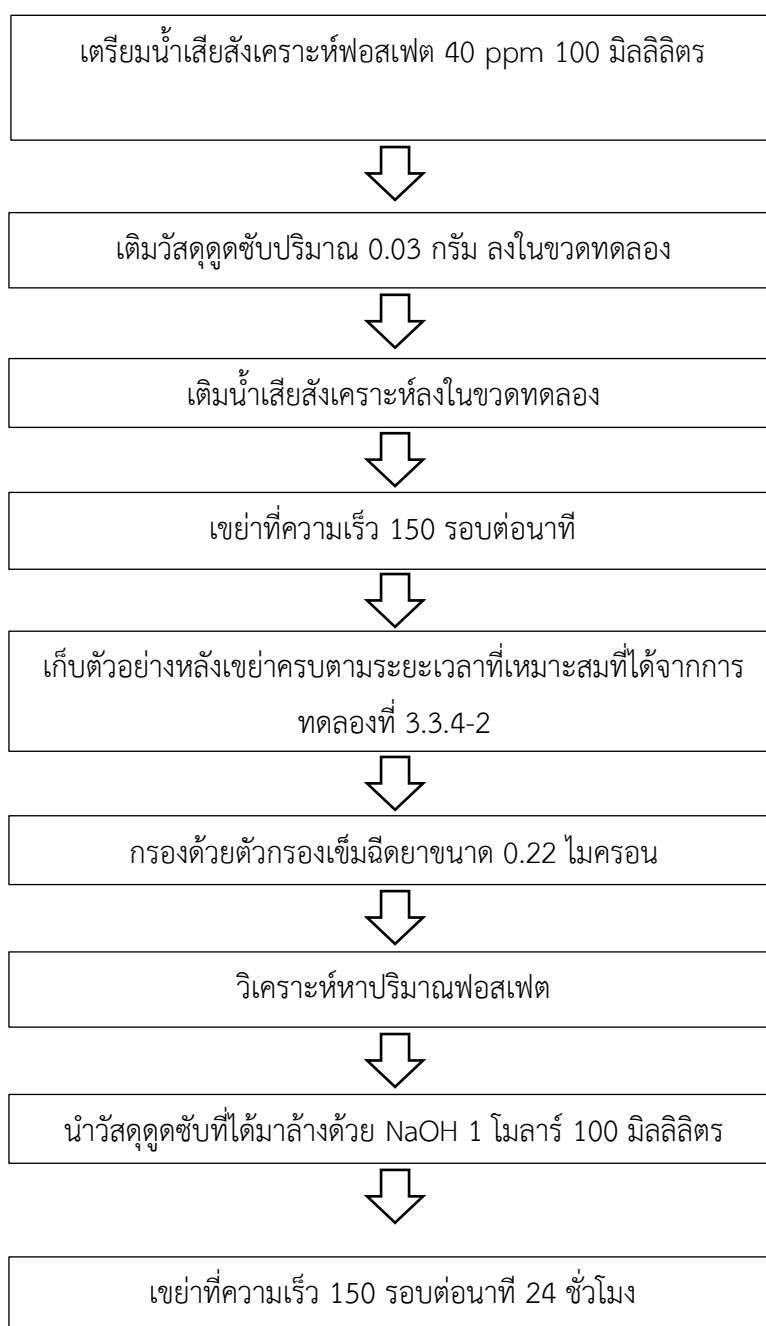 เตรียมน้ำเสียสังเคราะห์ฟอสเฟต 40 ppm 100 มิลลิลิตร
เติมวัสดุดูดซับปริมาณ 0.03 กรัม ลงในขวดทดลอง
เติมน้ำเสียสังเคราะห์ลงในขวดทดลอง
เขย่าที่ความเร็ว 150 รอบต่อนาที
เก็บตัวอย่างหลังเขย่าครบตามระยะเวลาที่เหมาะสมที่ได้จากการ
ทดลองที่ 3.3.4-2
กรองด้วยตัวกรองเข็มฉีดยาขนาด 0.22 ไมครอน
วิเคราะห์หาปริมาณฟอสเฟต
นำวัสดุดูดซับที่ได้มาล้างด้วย NaOH 1 โมลาร์ 100 มิลลิลิตร
เขย่าที่ความเร็ว 150 รอบต่อนาที 24 ชั่วโมง